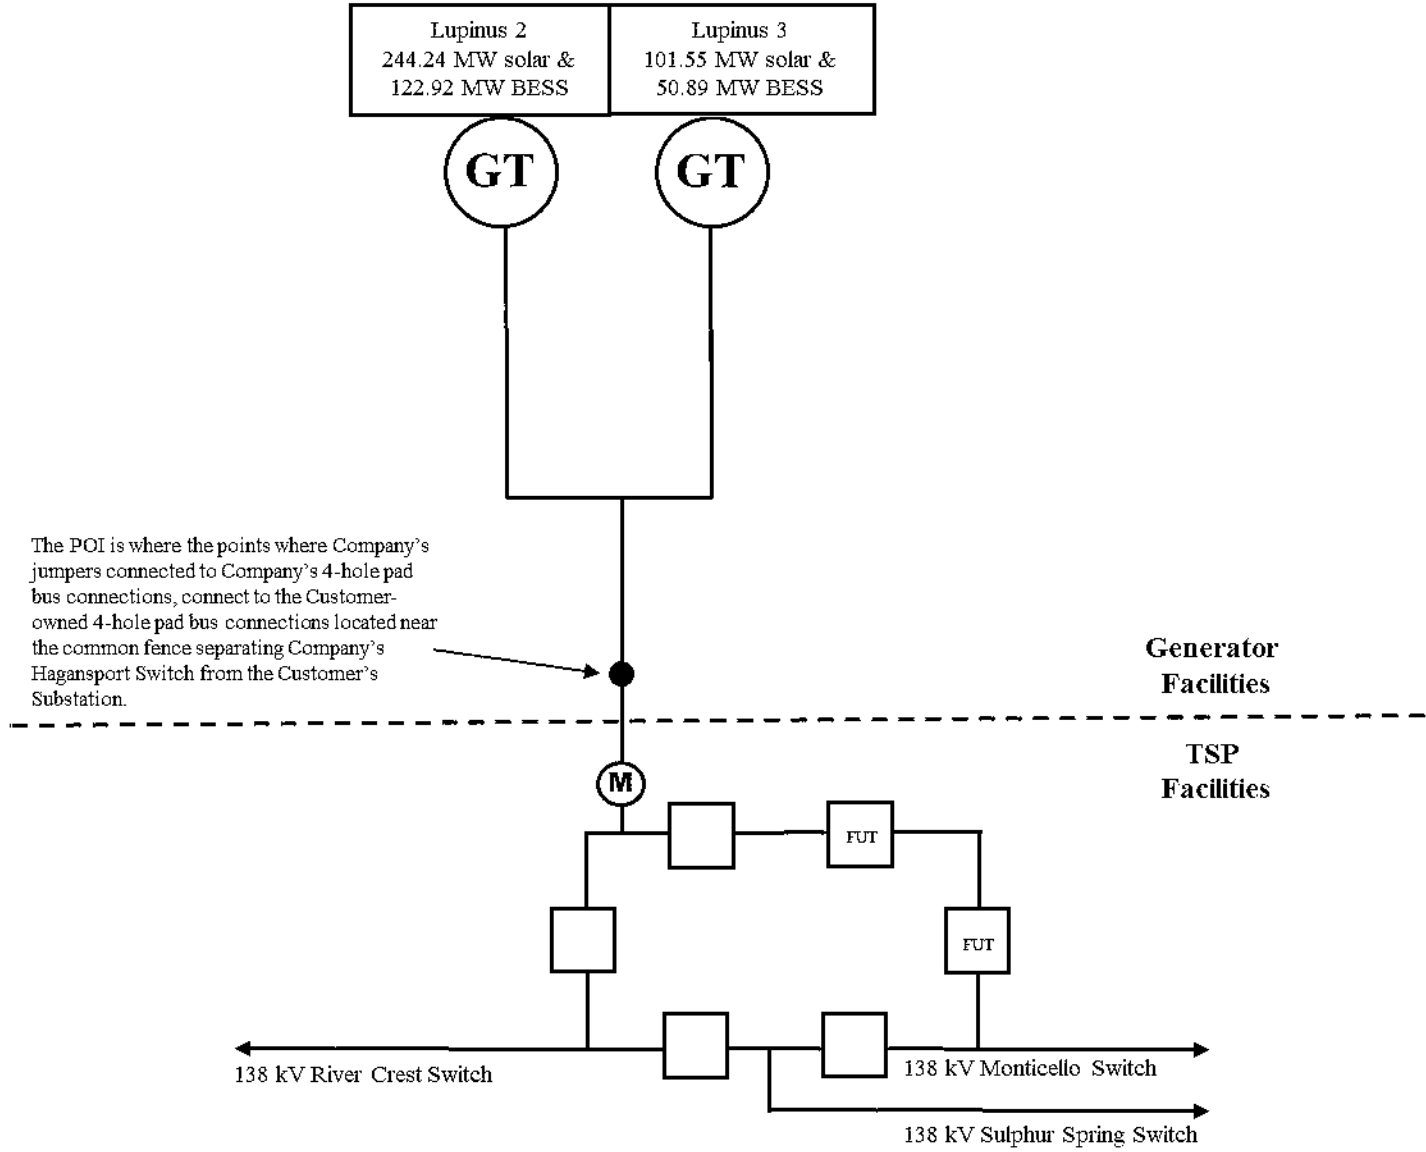 Lupinus 2
244.24 MW solar &
122.92 MW BESS
Lupinus 3
101.55 MW solar &
50.89 MW BESS
GT
GT
The POI is where the points where Company's
jumpers connected to Company's 4-hole pad
bus connections, connect to the Customer-
owned 4-hole pad bus connections located near
the common fence separating Company's
Hagansport Switch from the Customer's
Substation.
Generator
Facilities
TSP
Facilities
M
FUT
FUT
138 kV River Crest Switch
138 kV Monticello Switch
138 kV Sulphur Spring Switch